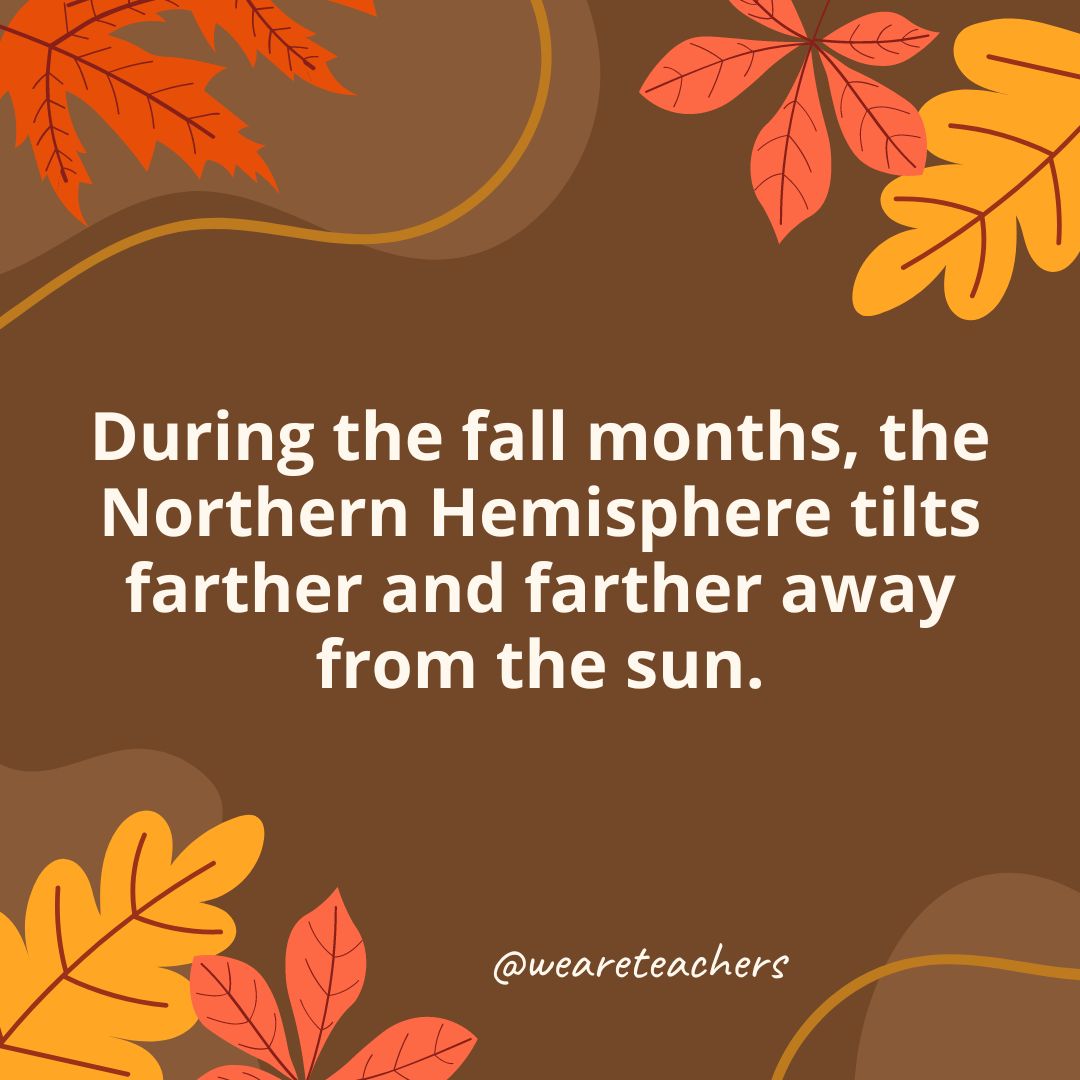 During the fall months, the
Northern Hemisphere tilts
farther and farther away
from the sun.
@weareteachers